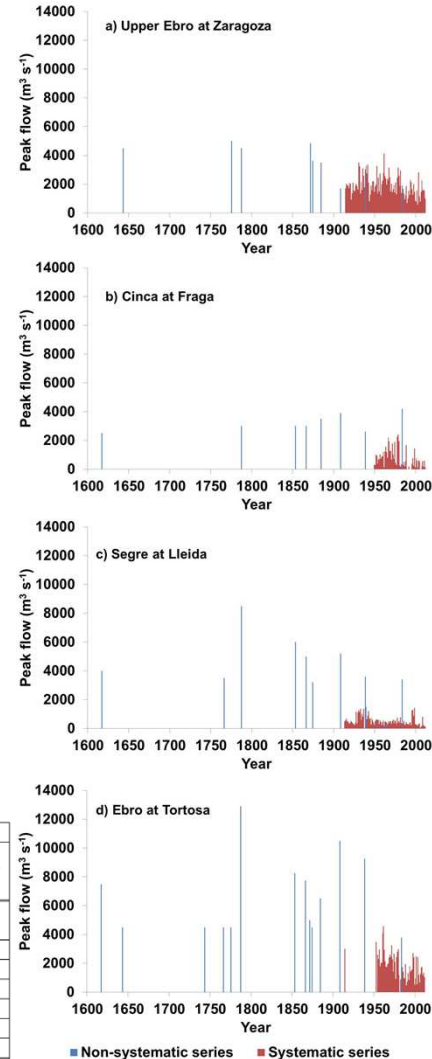 14000
12000
10000
8000
6000
4000
2000
0
Peak flow (m³ s⁻¹)
a) Upper Ebro at Zaragoza
1600 1650 1700 1750 1800 1850 1900 1950 2000
Year
14000
12000
10000
8000
6000
4000
2000
0
Peak flow (m³ s⁻¹)
b) Cinca at Fraga
1600 1650 1700 1750 1800 1850 1900 1950 2000
Year
14000
12000
10000
8000
6000
4000
2000
0
Peak flow (m³ s⁻¹)
c) Segre at Lleida
1600 1650 1700 1750 1800 1850 1900 1950 2000
Year
14000
12000
10000
8000
6000
4000
2000
0
Peak flow (m³ s⁻¹)
d) Ebro at Tortosa
1600 1650 1700 1750 1800 1850 1900 1950 2000
Year
Non-systematic series Systematic series